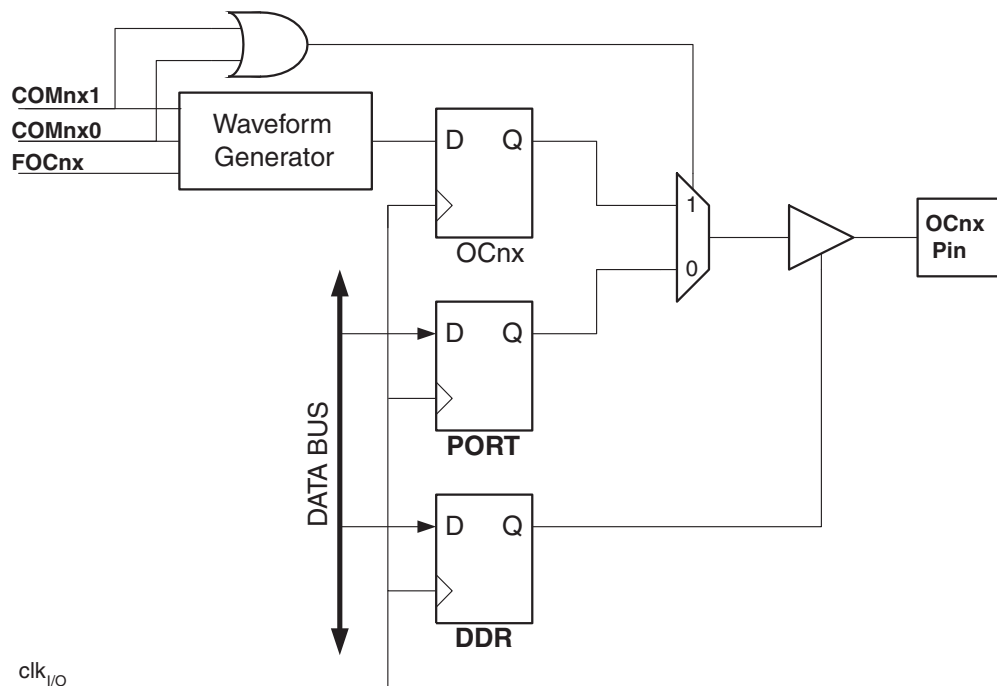 COMnx1
COMnx0
FOCnx
Waveform
Generator
D Q
OCnx
1
0
OCnx
Pin
D Q
PORT
DATA BUS
D Q
DDR
clkI/O